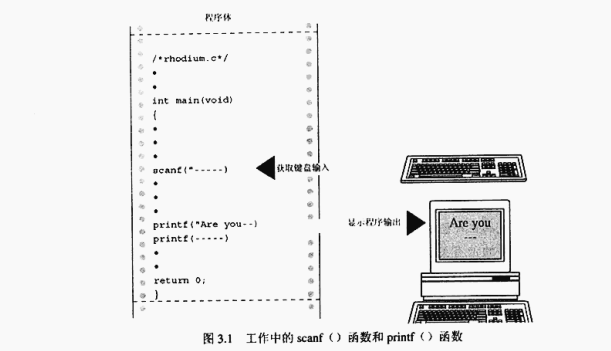 程序体
/*rhodium.c*/
int main(void)
{
scanf("-----)
获取键盘输入
printf("Are you--)
printf(-----)
return 0;
}
显示程序输出
Are you
---
图 3.1 工作中的 scanf（）函数和 printf（）函数